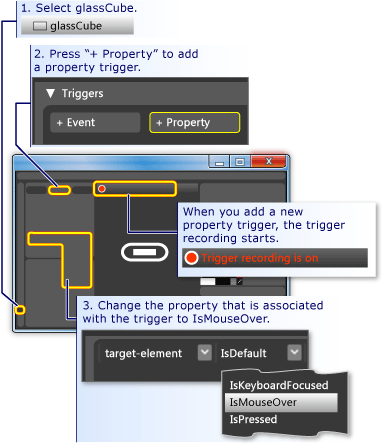 1. Select glassCube.
glassCube
2. Press “+ Property” to add
a property trigger.
Triggers
+ Event
+ Property
When you add a new
property trigger, the trigger
recording starts.
Trigger recording is on
3. Change the property that is associated
with the trigger to IsMouseOver.
target-element
IsDefault
IsKeyboardFocused
IsMouseOver
IsPressed